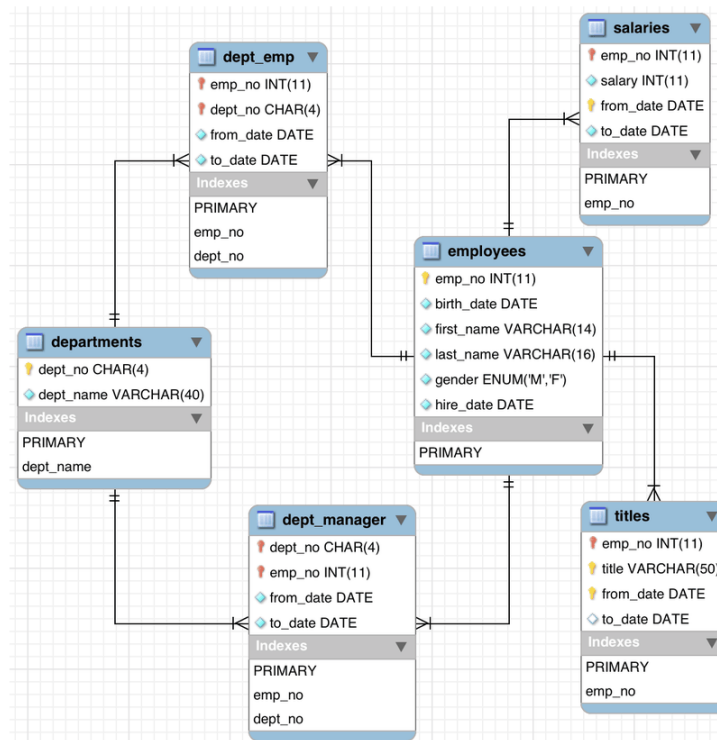 dept_emp
emp_no INT(11)
dept_no CHAR(4)
from_date DATE
to_date DATE
Indexes
PRIMARY
emp_no
dept_no
salaries
emp_no INT(11)
salary INT(11)
from_date DATE
to_date DATE
Indexes
PRIMARY
emp_no
employees
emp_no INT(11)
birth_date DATE
first_name VARCHAR(14)
last_name VARCHAR(16)
gender ENUM('M','F')
hire_date DATE
Indexes
PRIMARY
departments
dept_no CHAR(4)
dept_name VARCHAR(40)
Indexes
PRIMARY
dept_name
dept_manager
dept_no CHAR(4)
emp_no INT(11)
from_date DATE
to_date DATE
Indexes
PRIMARY
emp_no
dept_no
titles
emp_no INT(11)
title VARCHAR(50)
from_date DATE
to_date DATE
Indexes
PRIMARY
emp_no